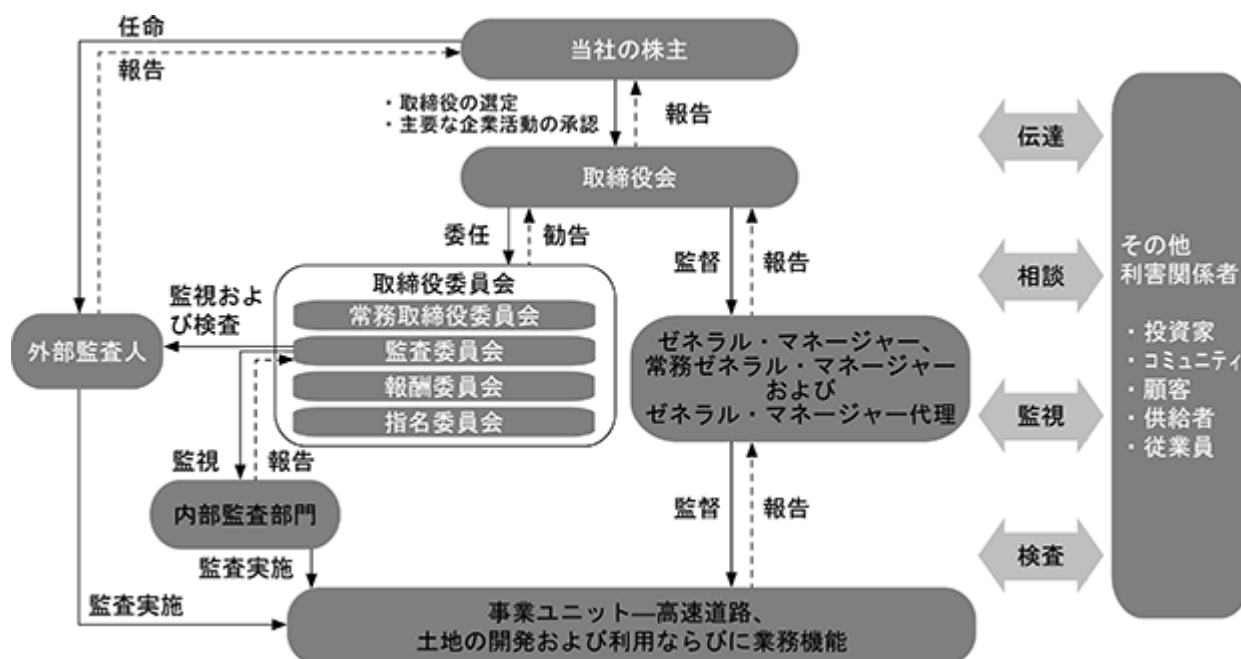 任命
報告
当社の株主
・取締役の選定
・主要な企業活動の承認
報告
取締役会
委任
勧告
監督
報告
取締役委員会
常務取締役委員会
監査委員会
報酬委員会
指名委員会
監視およ
び検査
外部監査人
ゼネラル・マネージャー、
常務ゼネラル・マネージャー
および
ゼネラル・マネージャー代理
監視
報告
内部監査部門
監督
報告
監査実施
監査実施
事業ユニット―高速道路、
土地の開発および利用ならびに業務機能
伝達
相談
監視
検査
その他
利害関係者
・投資家
・コミュニティ
・顧客
・供給者
・従業員